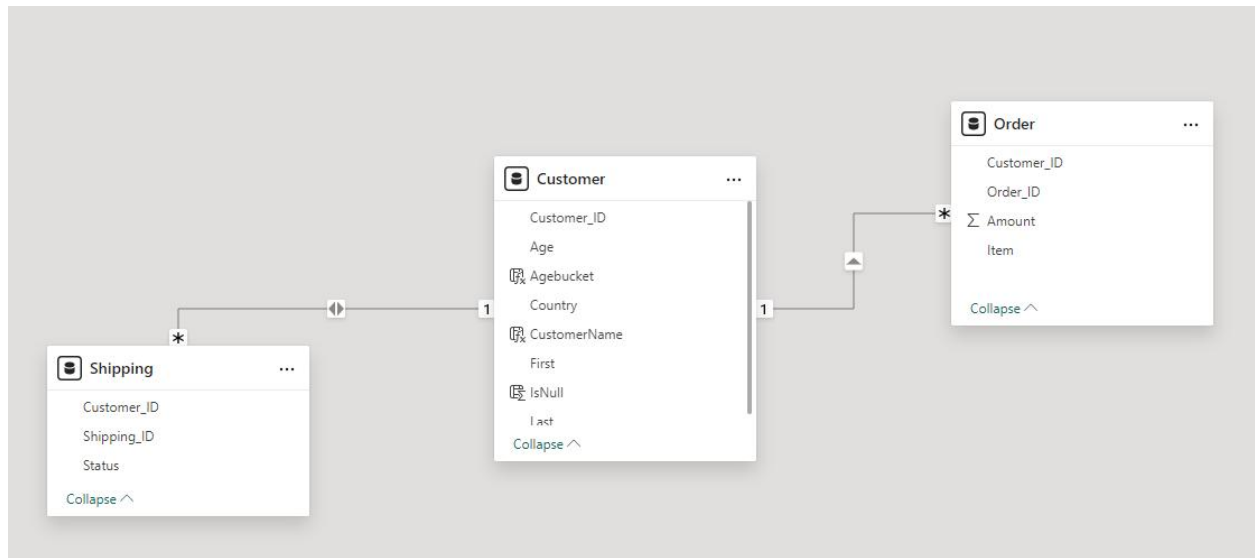 Order
...
Customer_ID
Order_ID
Σ Amount
Item
Collapse
Customer
...
Customer_ID
Age
Agebucket
Country
CustomerName
First
IsNull
Last
Collapse
*
1
1
*
Shipping
...
Customer_ID
Shipping_ID
Status
Collapse